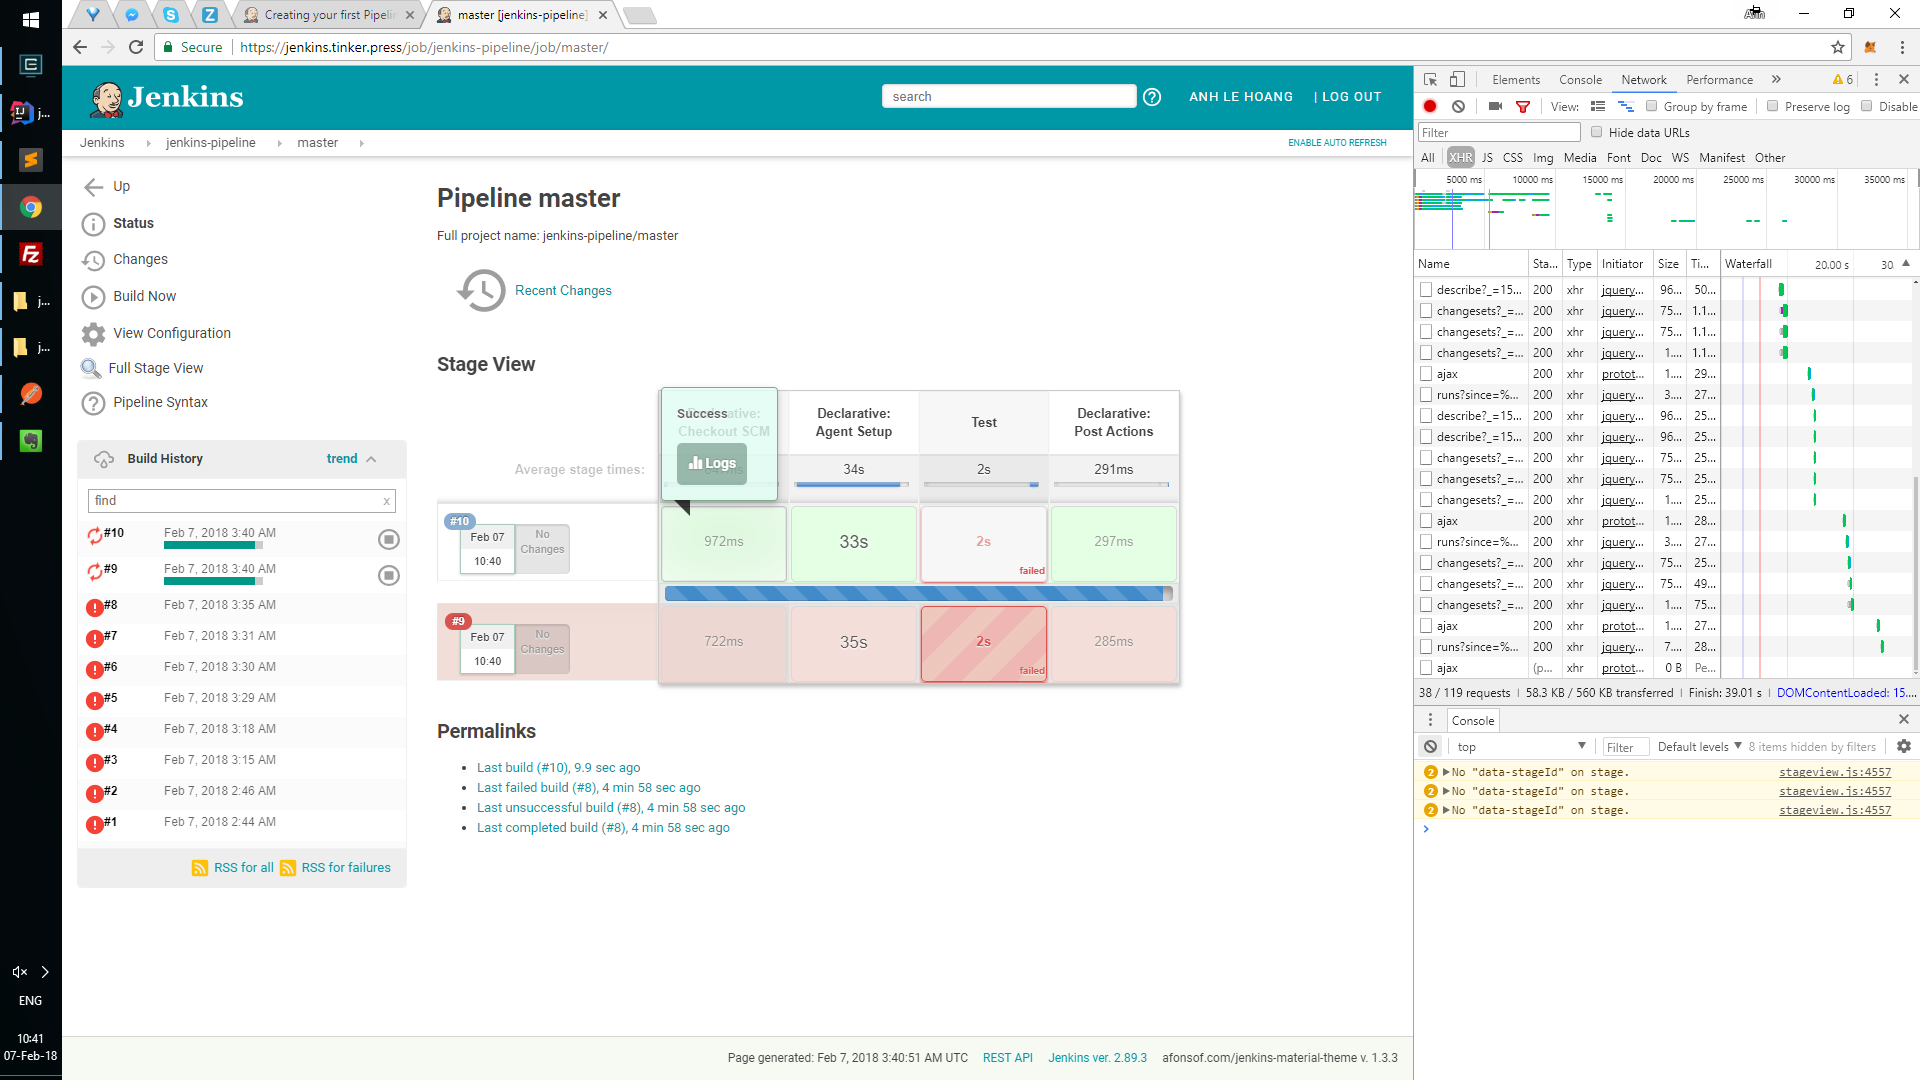 Creating your first Pipelin
master [jenkins-pipeline]
Secure
https://jenkins.tinker.press/job/jenkins-pipeline/job/master/
Jenkins
search
ANH LE HOANG
| LOG OUT
Jenkins
jenkins-pipeline
master
ENABLE AUTO REFRESH
Up
Status
Changes
Build Now
View Configuration
Full Stage View
Pipeline Syntax
Build History
trend
find
x
#10
Feb 7, 2018 3:40 AM
#9
Feb 7, 2018 3:40 AM
#8
Feb 7, 2018 3:35 AM
#7
Feb 7, 2018 3:31 AM
#6
Feb 7, 2018 3:30 AM
#5
Feb 7, 2018 3:29 AM
#4
Feb 7, 2018 3:18 AM
#3
Feb 7, 2018 3:15 AM
#2
Feb 7, 2018 2:46 AM
#1
Feb 7, 2018 2:44 AM
RSS for all
RSS for failures
Pipeline master
Full project name: jenkins-pipeline/master
Recent Changes
Stage View
Success
Checkout SCM
Logs
Declarative:
Agent Setup
Test
Declarative:
Post Actions
Average stage times:
34s
2s
291ms
#10
Feb 07
10:40
No
Changes
972ms
33s
2s
failed
297ms
#9
Feb 07
10:40
No
Changes
722ms
35s
2s
failed
285ms
Permalinks
Last build (#10), 9.9 sec ago
Last failed build (#8), 4 min 58 sec ago
Last unsuccessful build (#8), 4 min 58 sec ago
Last completed build (#8), 4 min 58 sec ago
Page generated: Feb 7, 2018 3:40:51 AM UTC
REST API
Jenkins ver. 2.89.3
afonsof.com/jenkins-material-theme v. 1.3.3
j...
j...
j...
ENG
10:41
07-Feb-18
Elements
Console
Network
Performance
6
View:
Group by frame
Preserve log
Disable
Filter
Hide data URLs
All
XHR
JS
CSS
Img
Media
Font
Doc
WS
Manifest
Other
5000 ms
10000 ms
15000 ms
20000 ms
25000 ms
30000 ms
35000 ms
Name
Sta...
Type
Initiator
Size
Ti...
Waterfall
20.00 s
30.
describe?_=15... 200 xhr jquery... 96... 50...
changesets?_=... 200 xhr jquery... 75... 1.1...
changesets?_=... 200 xhr jquery... 75... 1.1...
changesets?_=... 200 xhr jquery... 1.... 1.1...
ajax 200 xhr protot... 1.... 29...
runs?since=%... 200 xhr jquery... 3.... 27...
describe?_=15... 200 xhr jquery... 96... 25...
describe?_=15... 200 xhr jquery... 96... 25...
changesets?_=... 200 xhr jquery... 75... 25...
changesets?_=... 200 xhr jquery... 75... 25...
changesets?_=... 200 xhr jquery... 1.... 25...
ajax 200 xhr protot... 1.... 28...
runs?since=%... 200 xhr jquery... 3.... 27...
changesets?_=... 200 xhr jquery... 75... 25...
changesets?_=... 200 xhr jquery... 75... 49...
changesets?_=... 200 xhr jquery... 1.... 75...
ajax 200 xhr protot... 1.... 27...
runs?since=%... 200 xhr jquery... 7.... 28...
ajax (p... xhr protot... 0 B Pe...
38 / 119 requests | 58.3 KB / 560 KB transferred | Finish: 39.01 s | DOMContentLoaded: 15....
Console
top
Filter
Default levels
8 items hidden by filters
2 No "data-stageId" on stage. stageview.js:4557
2 No "data-stageId" on stage. stageview.js:4557
2 No "data-stageId" on stage. stageview.js:4557